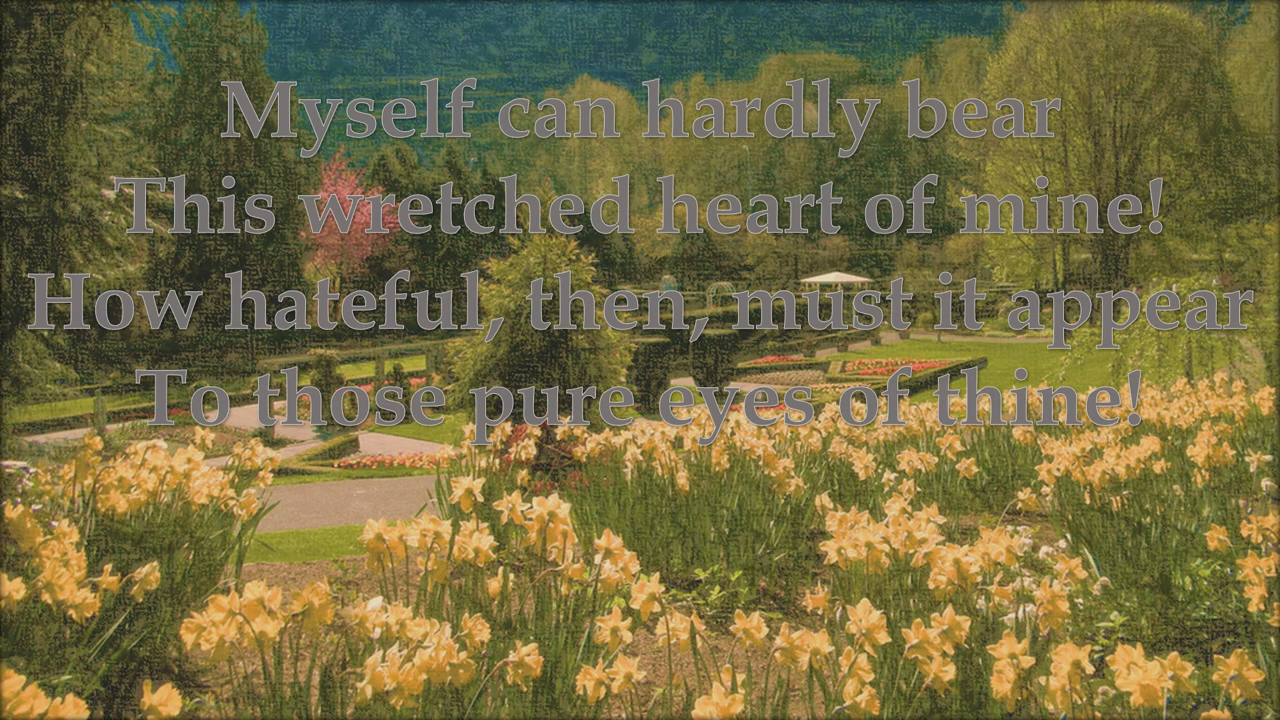 Myself can hardly bear
This wretched heart of mine!
How hateful, then, must it appear
To those pure eyes of thine!